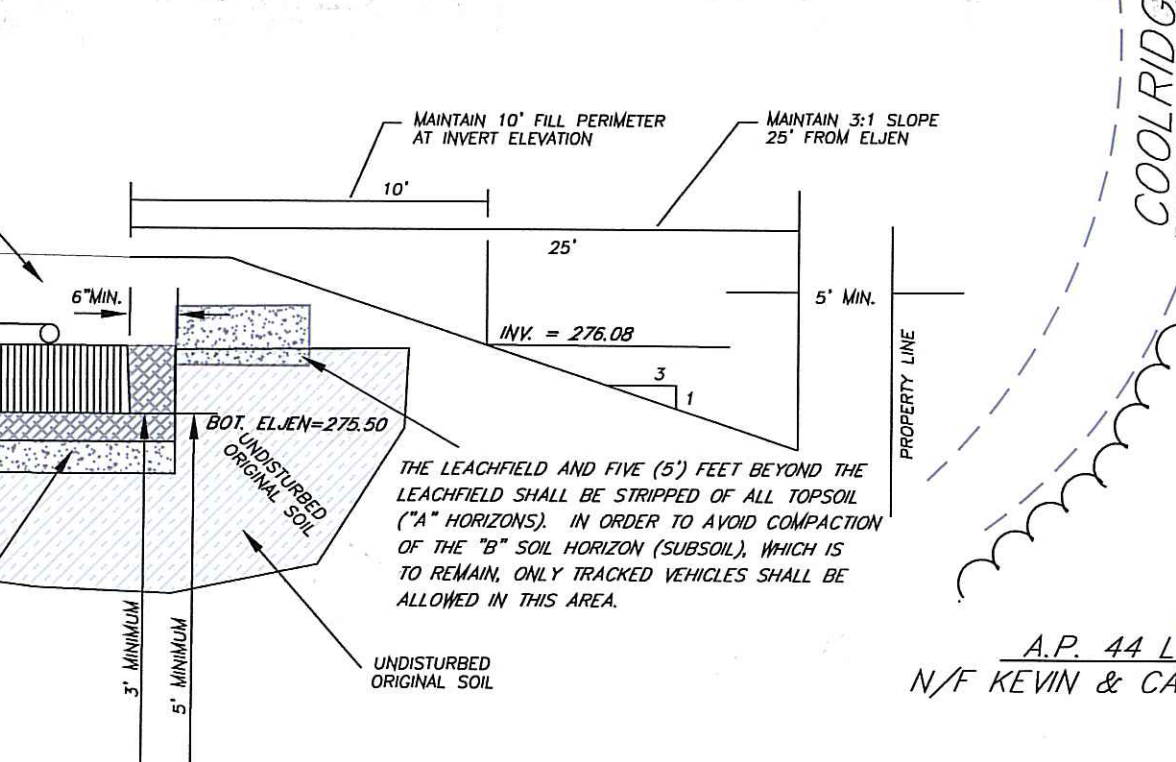 COOLRIDG
MAINTAIN 10' FILL PERIMETER
AT INVERT ELEVATION
MAINTAIN 3:1 SLOPE
25' FROM ELJEN
10'
25'
6"MIN.
5' MIN.
INV. = 276.08
3
1
PROPERTY LINE
BOT. ELJEN=275.50
UNDISTURBED
ORIGINAL SOIL
THE LEACHFIELD AND FIVE (5') FEET BEYOND THE
LEACHFIELD SHALL BE STRIPPED OF ALL TOPSOIL
("A" HORIZONS). IN ORDER TO AVOID COMPACTION
OF THE "B" SOIL HORIZON (SUBSOIL), WHICH IS
TO REMAIN, ONLY TRACKED VEHICLES SHALL BE
ALLOWED IN THIS AREA.
3' MINIMUM
5' MINIMUM
UNDISTURBED
ORIGINAL SOIL
A.P. 44 L
N/F KEVIN & CA